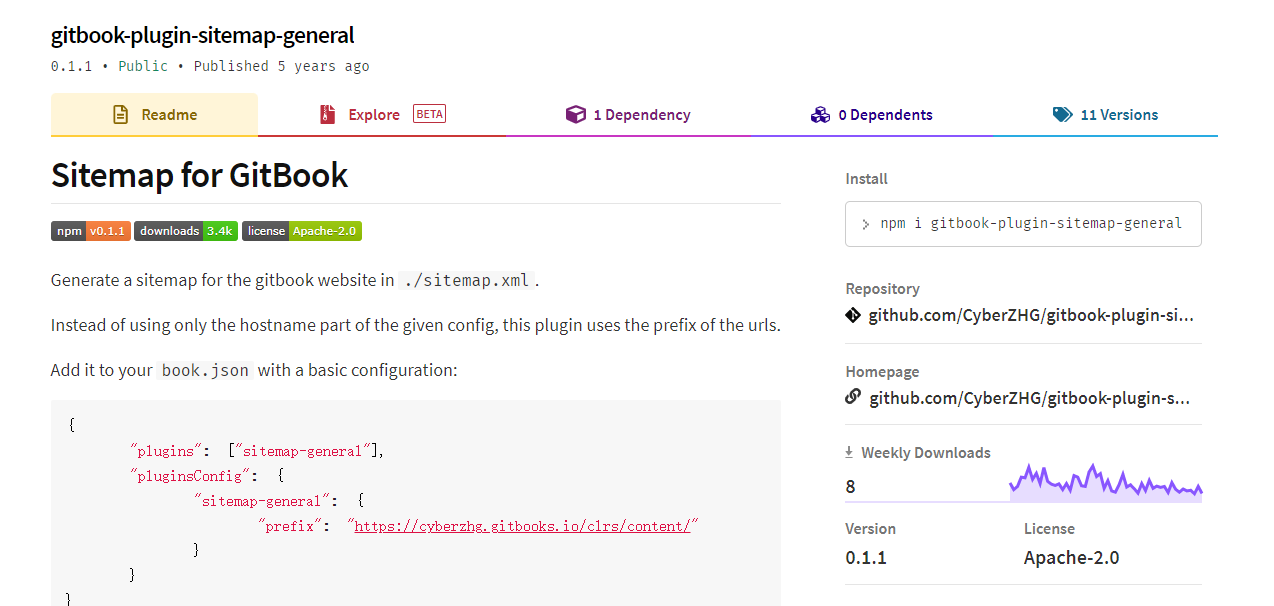 gitbook-plugin-sitemap-general
0.1.1 • Public • Published 5 years ago
Readme
Explore BETA
1 Dependency
0 Dependents
11 Versions
Sitemap for GitBook
npm v0.1.1 downloads 3.4k license Apache-2.0
Generate a sitemap for the gitbook website in ./sitemap.xml.
Instead of using only the hostname part of the given config, this plugin uses the prefix of the urls.
Add it to your book.json with a basic configuration:
{
"plugins": ["sitemap-general"],
"pluginsConfig": {
"sitemap-general": {
"prefix": "https://cyberzhg.gitbooks.io/clrs/content/"
}
}
}
Install
> npm i gitbook-plugin-sitemap-general
Repository
github.com/CyberZHG/gitbook-plugin-si...
Homepage
github.com/CyberZHG/gitbook-plugin-s...
Weekly Downloads
8
Version
0.1.1
License
Apache-2.0